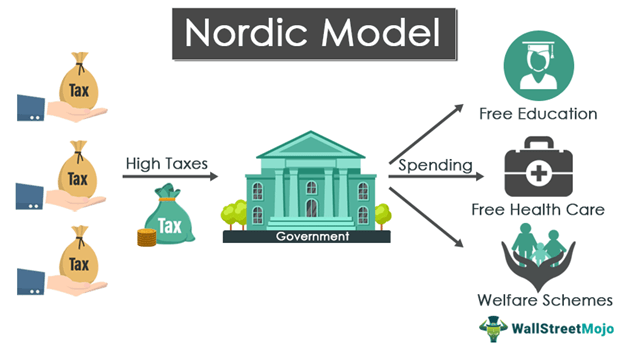 Nordic Model
Tax
Tax
Tax
High Taxes
Tax
Government
Spending
Free Education
Free Health Care
Welfare Schemes
WallStreetMojo